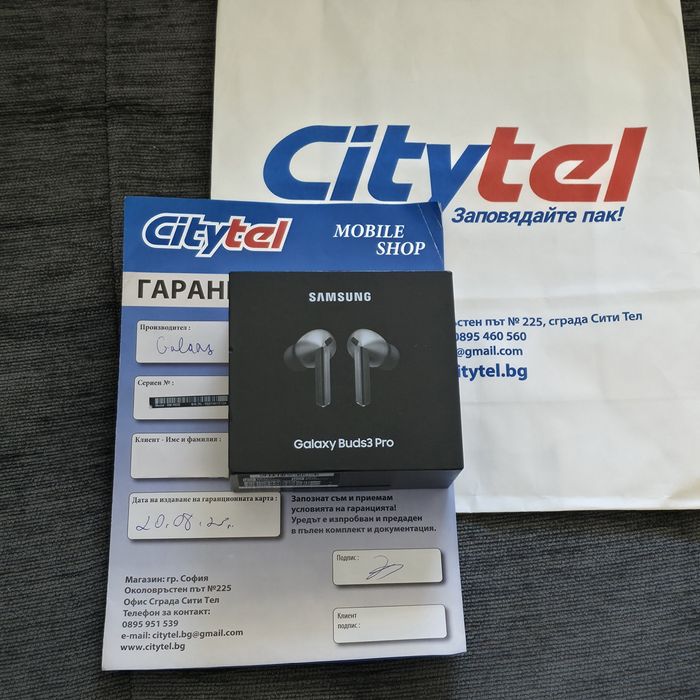 Citytel
Заповядайте пак!
ъстен път № 225, сграда Сити Тел
0895 460 560
@gmail.com
itytel.bg
Citytel
MOBILE
SHOP
ГАРАН
Производител :
Galaxy
Сериен № :
Клиент - Име и фамилия :
Дата на издаване на гаранционната карта :
20.08.25г.
SAMSUNG
Galaxy Buds3 Pro
Запознат съм и приемам
условията на гаранцията!
Уредът е изпробван и предаден
в пълен комплект и документация.
Подпис :
Клиент
подпис :
Магазин: гр. София
Околовръстен път №225
Офис Сграда Сити Тел
Телефон за контакт:
0895 951 539
e-mail: citytel.bg@gmail.com
www.citytel.bg